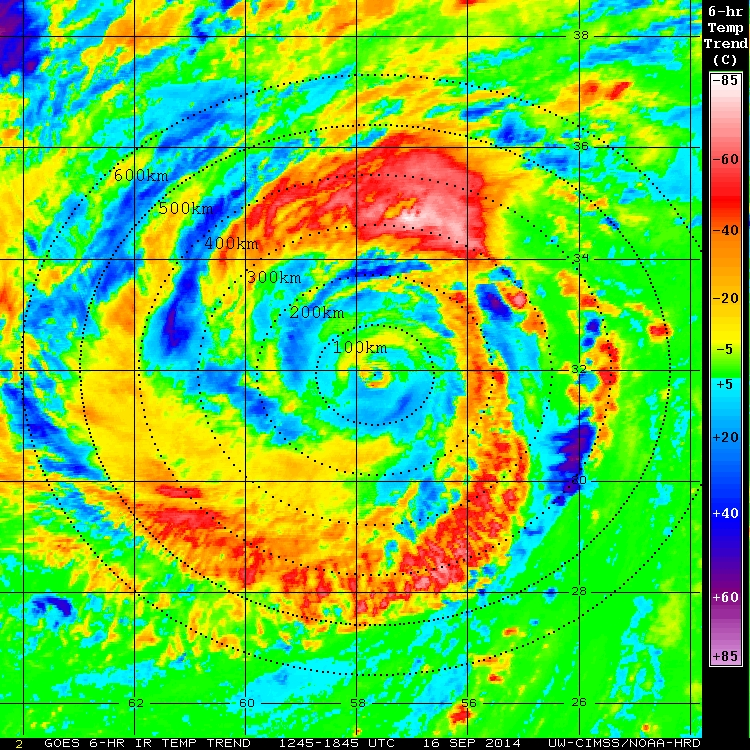 6-hr
Temp
Trend
(C)
-85
-60
-40
-20
-5
+5
+20
+40
+60
+85
38
36
34
32
30
28
26
600km
500km
400km
300km
200km
100km
62
60
58
56
2 GOES 6-HR IR TEMP TREND 1245-1845 UTC 16 SEP 2014 UW-CIMSS/NOAA-HRD